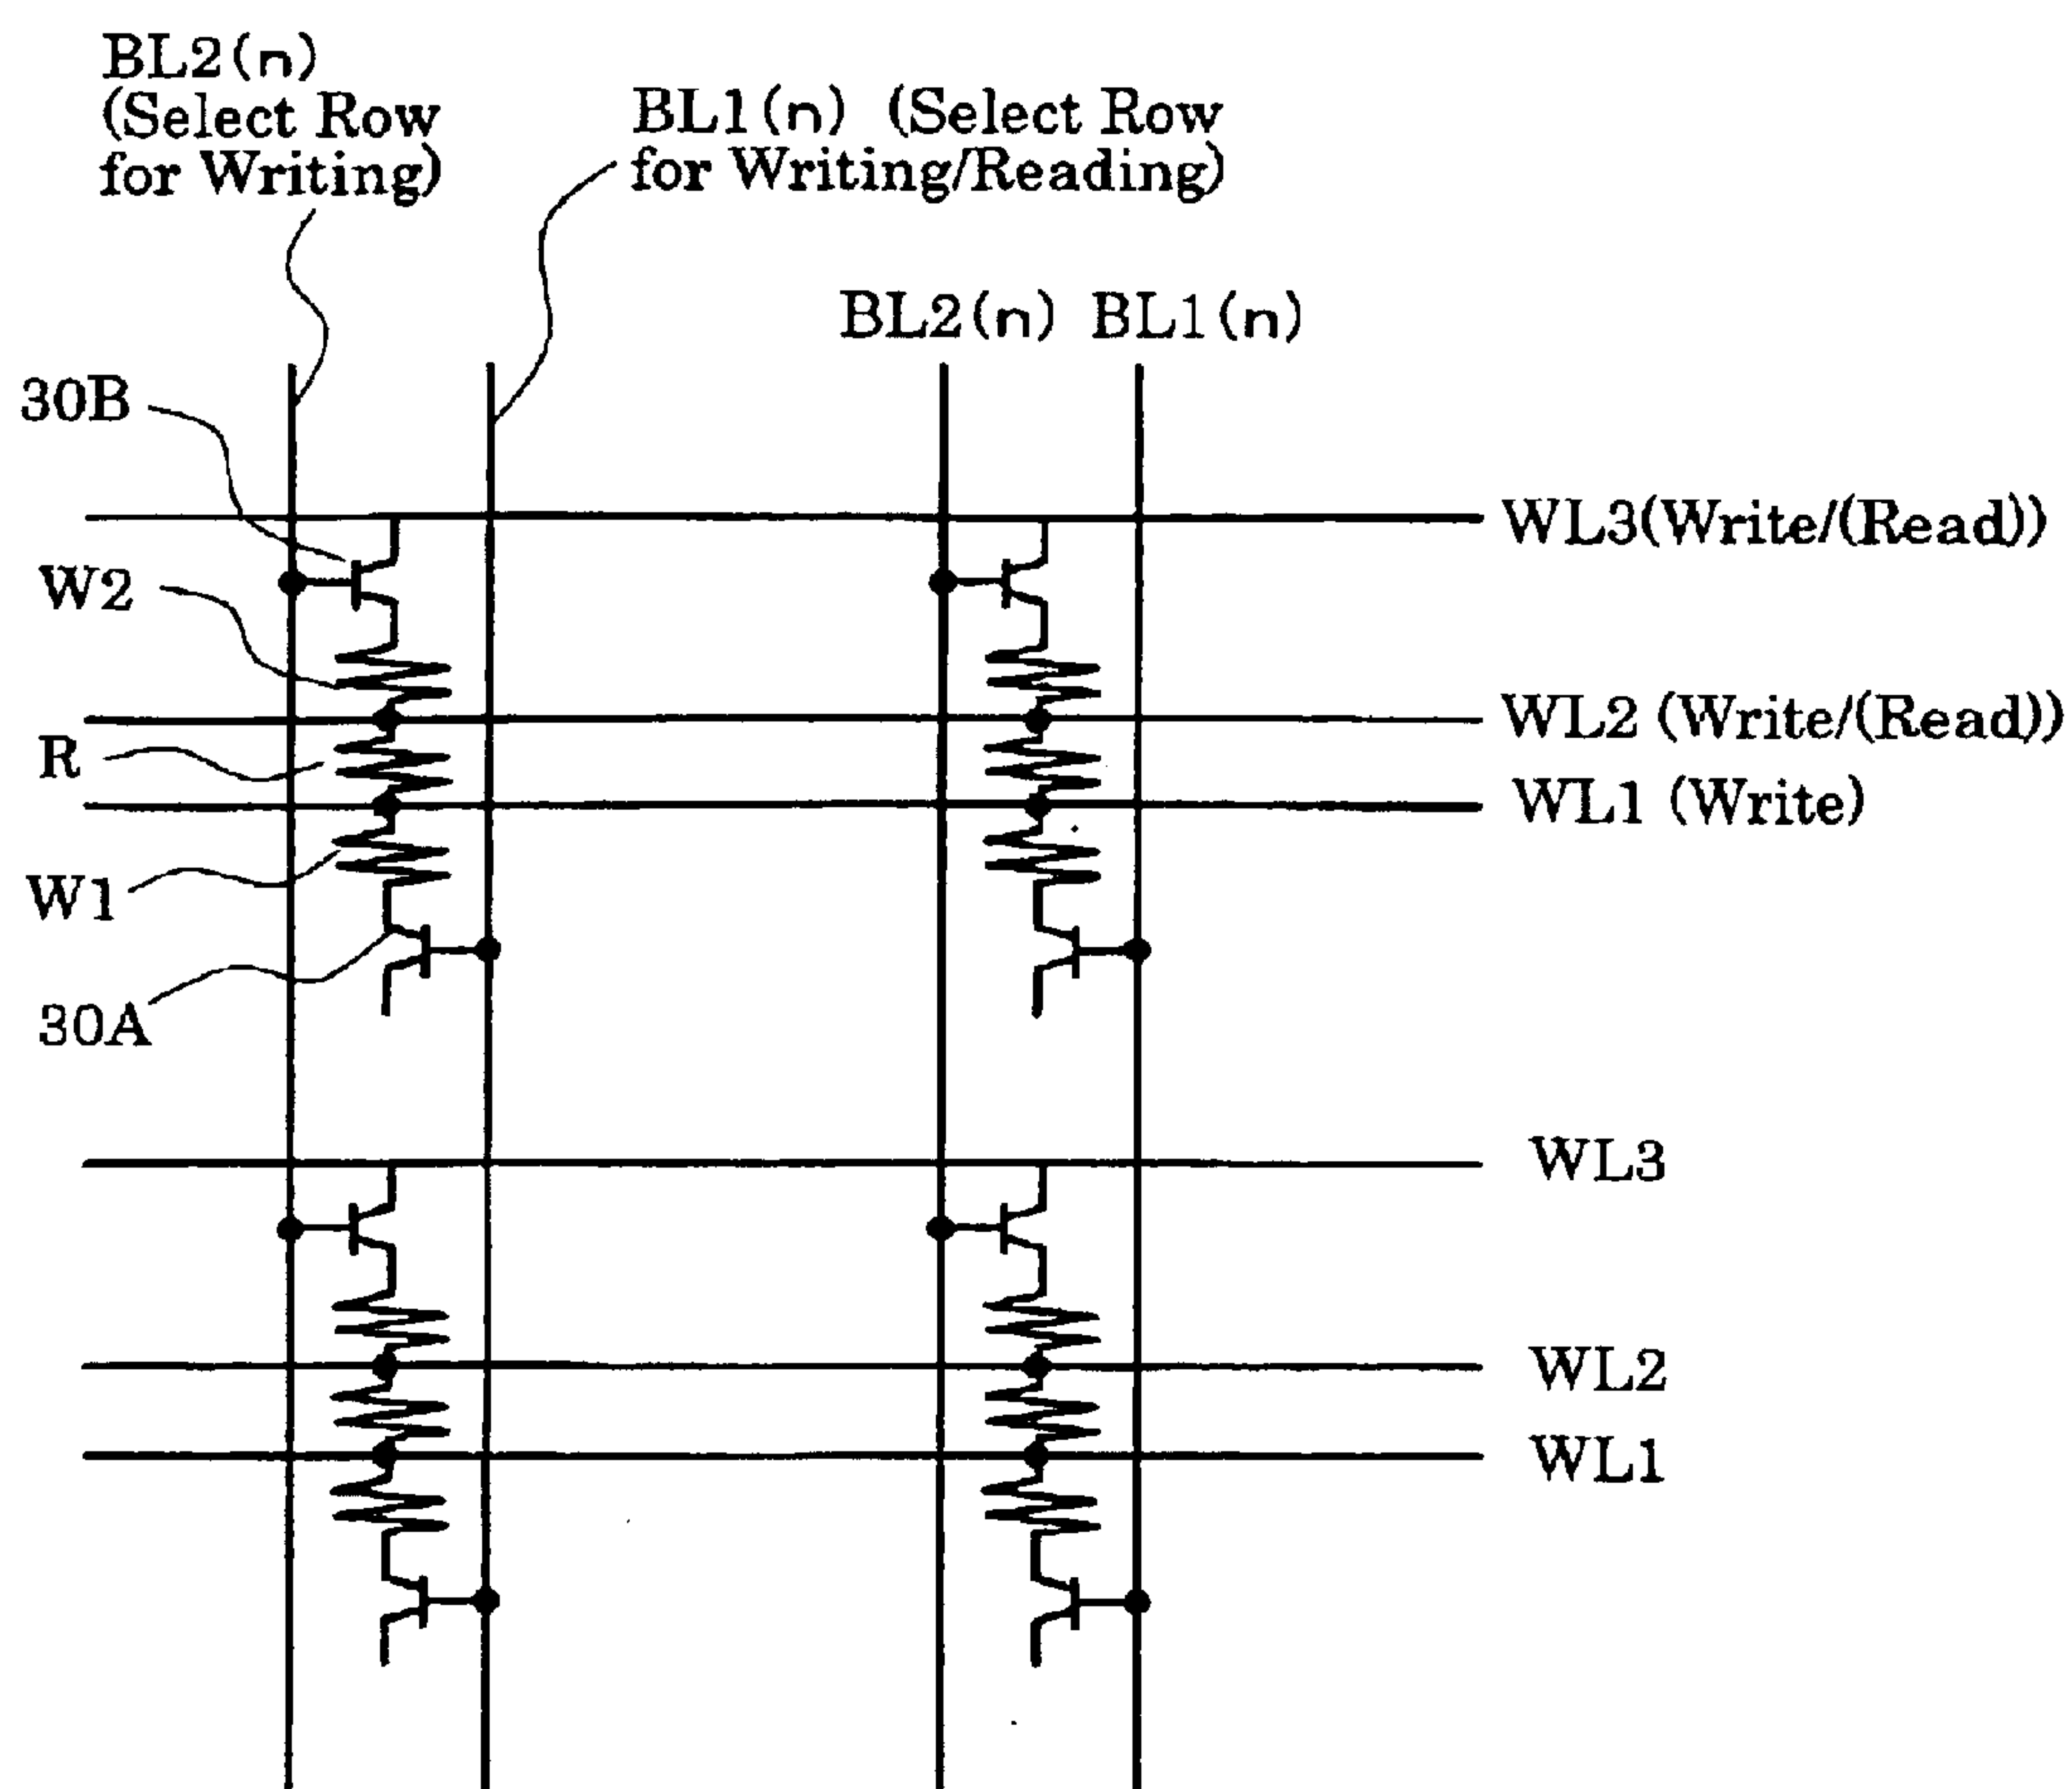 BL2(n)
(Select Row
for Writing)
BL1(n) (Select Row
for Writing/Reading)
BL2(n) BL1(n)
30B
WL3(Write/(Read))
W2
WL2 (Write/(Read))
R
WL1 (Write)
W1
30A
WL3
WL2
WL1